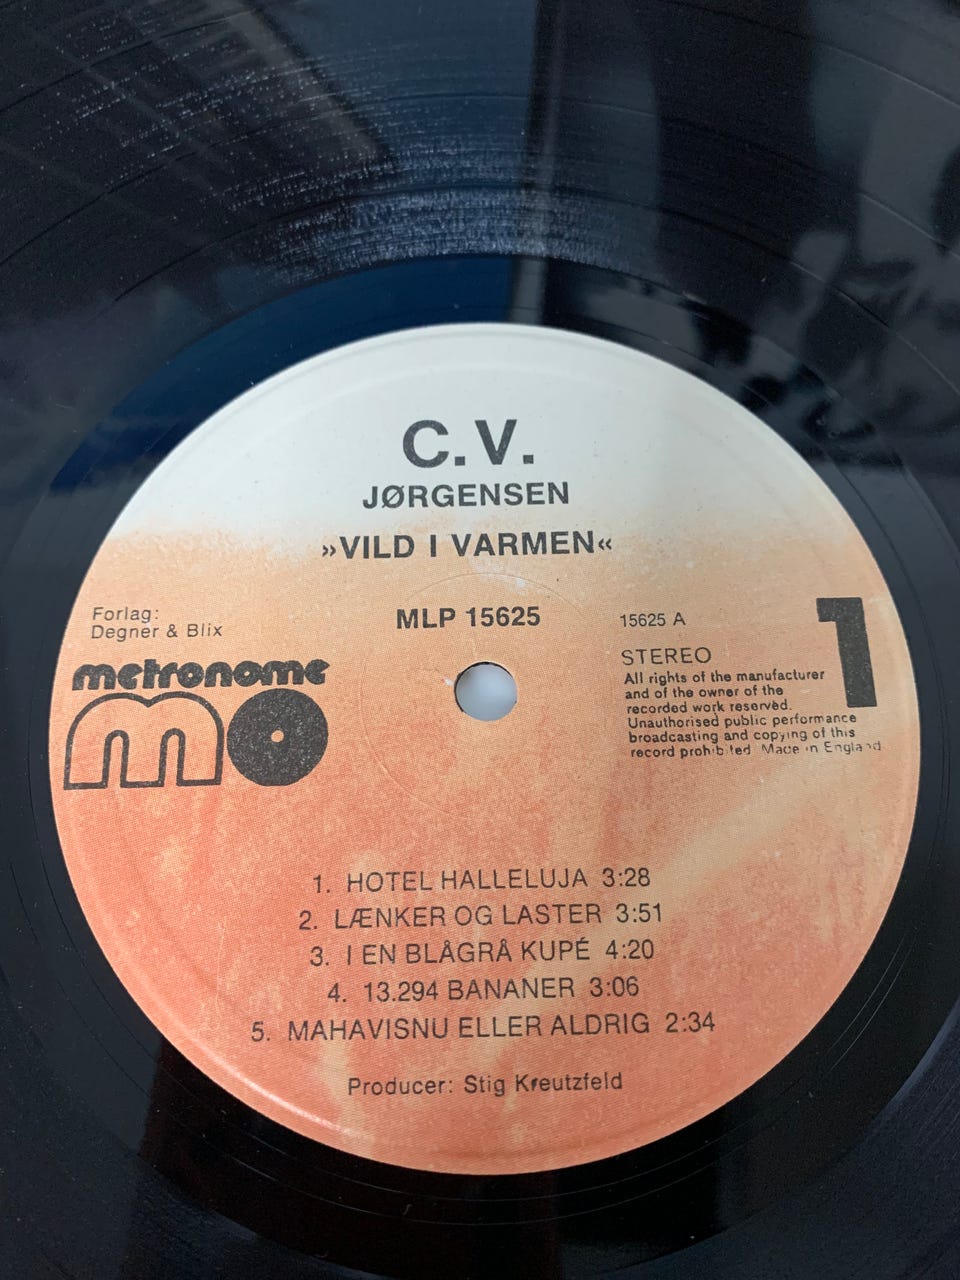 C.V.
JØRGENSEN
»VILD I VARMEN«
Forlag:
Degner & Blix
metronome
mo
MLP 15625
15625 A
1
STEREO
All rights of the manufacturer
and of the owner of the
recorded work reserved.
Unauthorised public performance
broadcasting and copying of this
record prohibited Made in England
1. HOTEL HALLELUJA 3:28
2. LÆNKER OG LASTER 3:51
3. I EN BLÅGRÅ KUPÉ 4:20
4. 13.294 BANANER 3:06
5. MAHAVISNU ELLER ALDRIG 2:34
Producer: Stig Kreutzfeld